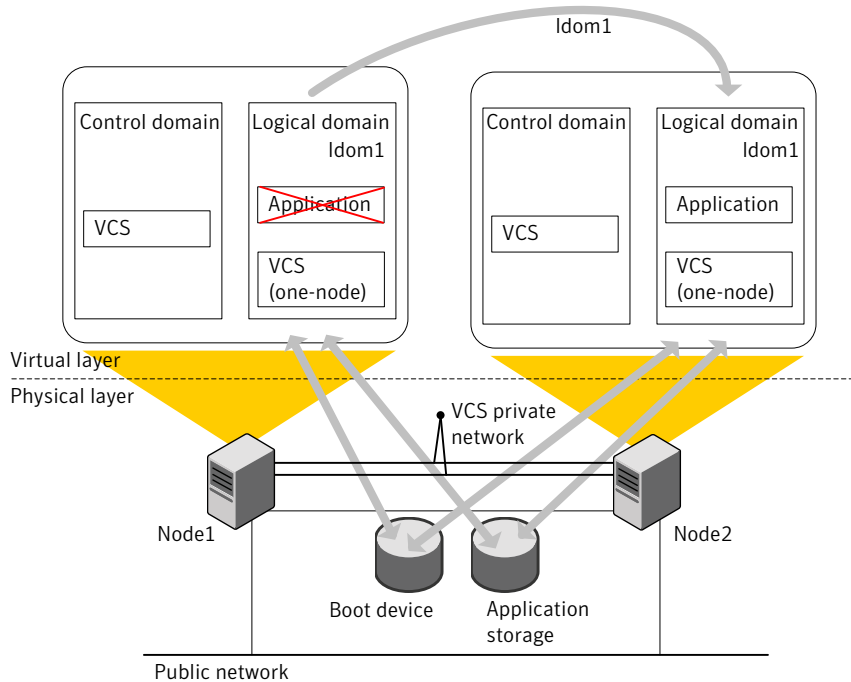 ldom1
Control domain
Logical domain
ldom1
Application
VCS
VCS
(one-node)
Control domain
Logical domain
ldom1
Application
VCS
VCS
(one-node)
Virtual layer
Physical layer
VCS private
network
Node1
Node2
Boot device
Application
storage
Public network